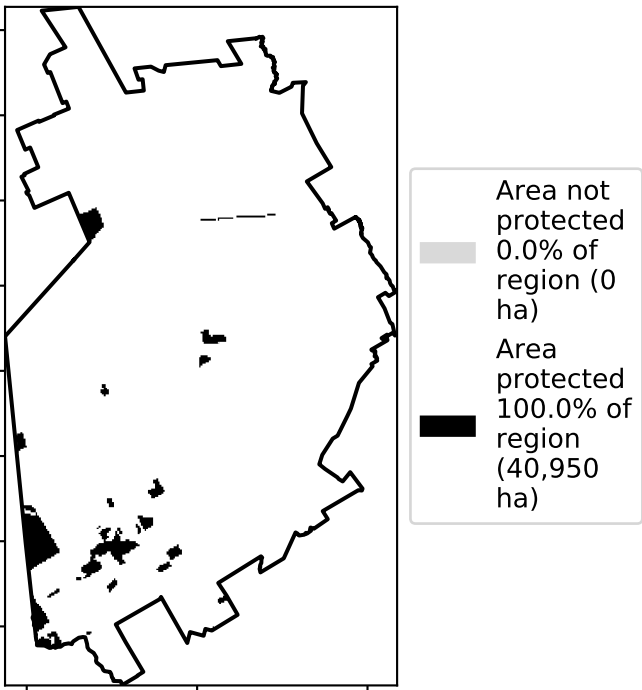 Area not
protected
0.0% of
region (0
ha)
Area
protected
100.0% of
region
(40,950
ha)